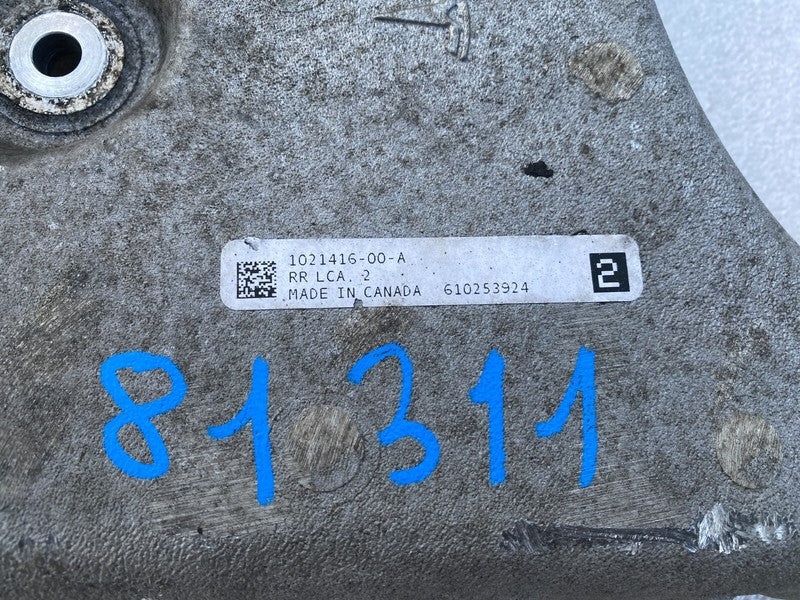 1021416-00-A
RR LCA. 2
MADE IN CANADA 610253924
2
81311